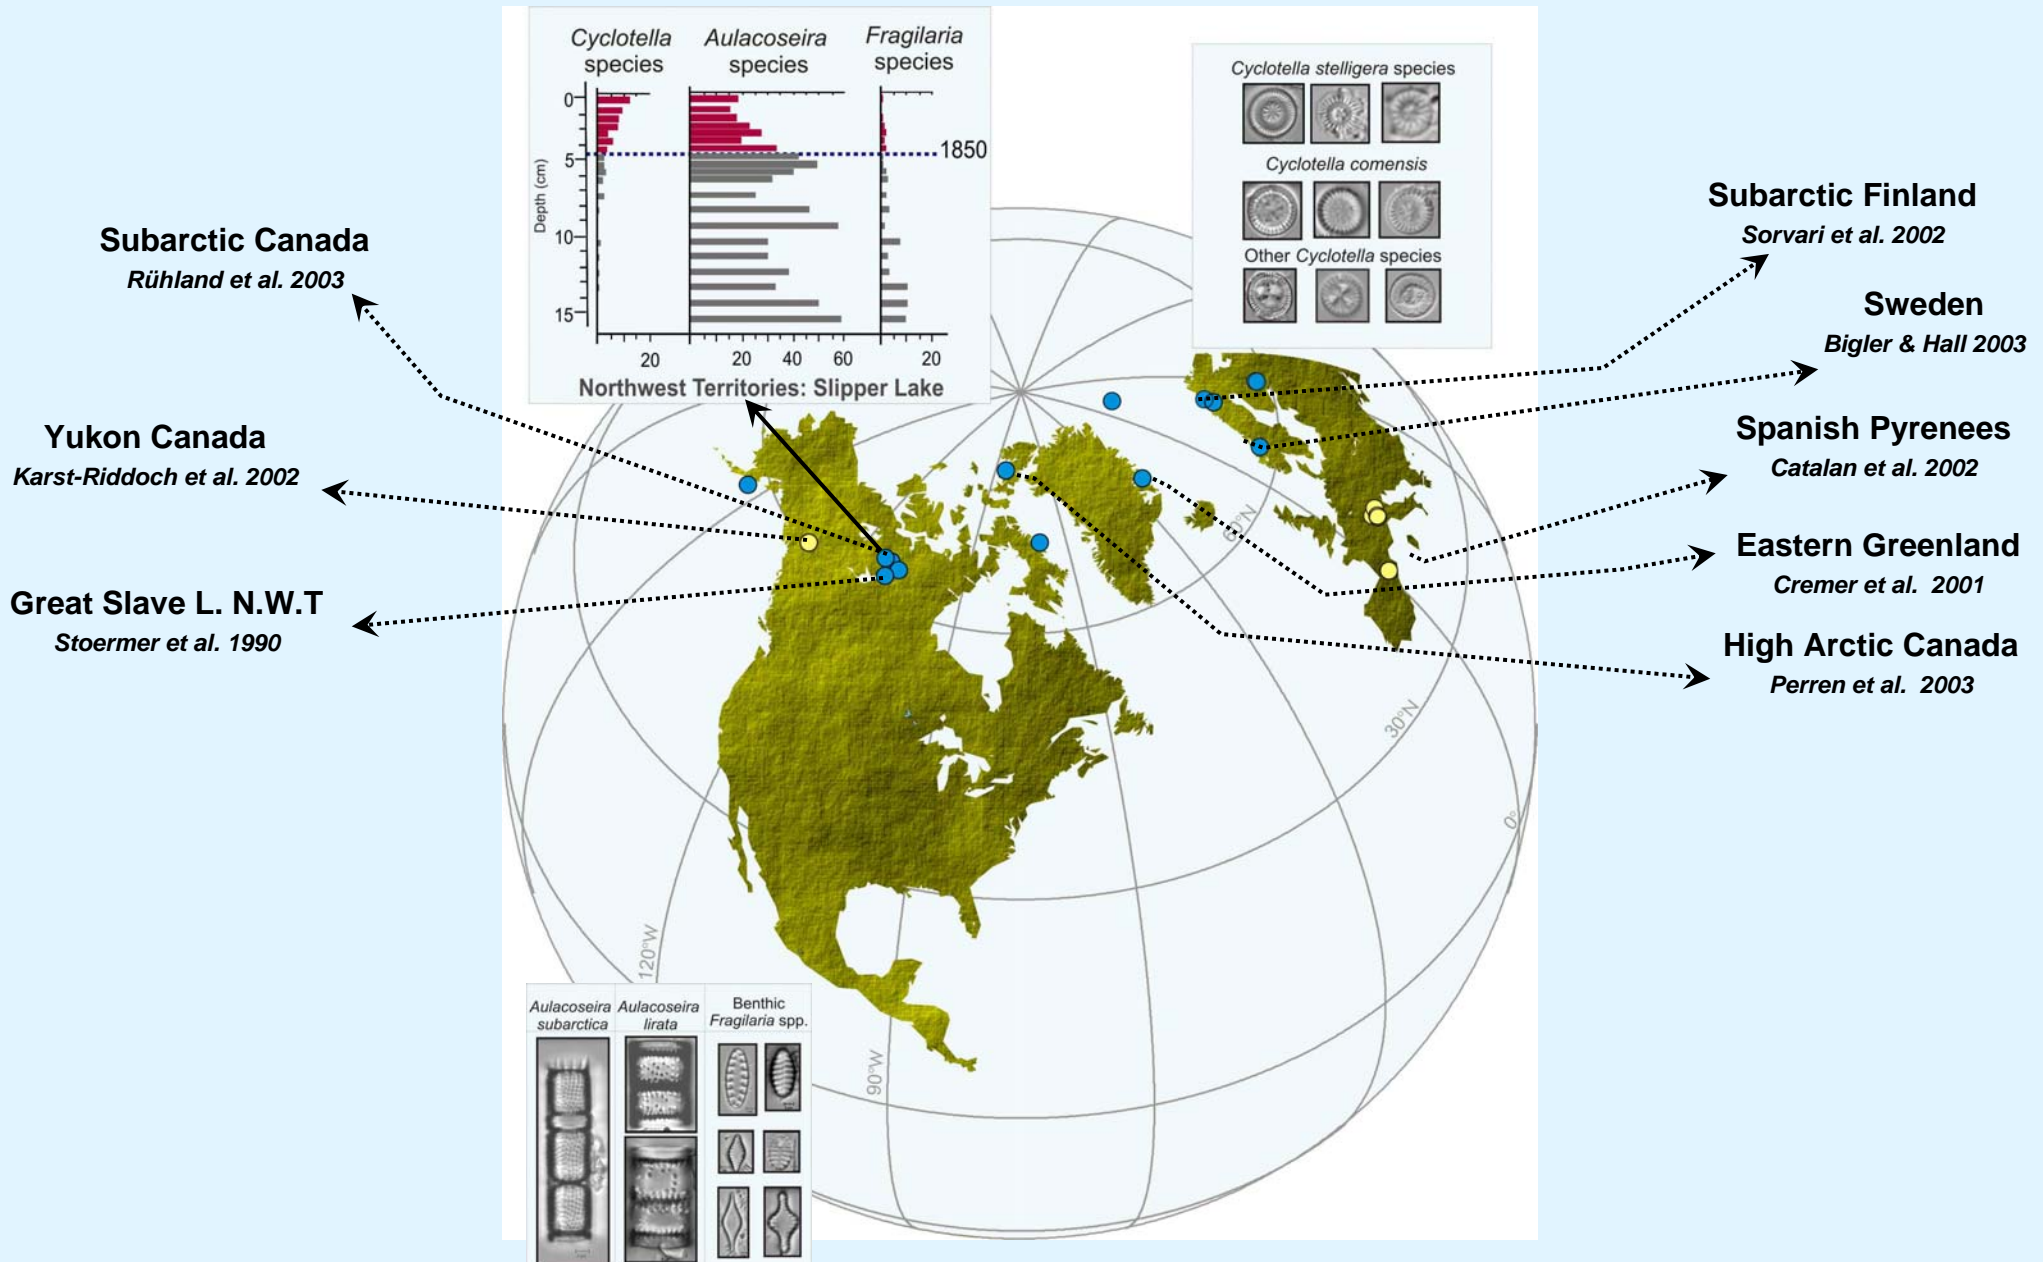 Cyclotella species
Aulacoseira species
Fragilaria species
0
5
10
15
Depth (cm)
1850
20
20
40
60
20
Northwest Territories: Slipper Lake
Cyclotella stelligera species
Cyclotella comensis
Other Cyclotella species
Subarctic Canada
Rühland et al. 2003
Yukon Canada
Karst-Riddoch et al. 2002
Great Slave L. N.W.T
Stoermer et al. 1990
Subarctic Finland
Sorvari et al. 2002
Sweden
Bigler & Hall 2003
Spanish Pyrenees
Catalan et al. 2002
Eastern Greenland
Cremer et al. 2001
High Arctic Canada
Perren et al. 2003
60°N
30°N
0°
120°W
90°W
Aulacoseira
subarctica
Aulacoseira
lirata
Benthic
Fragilaria spp.